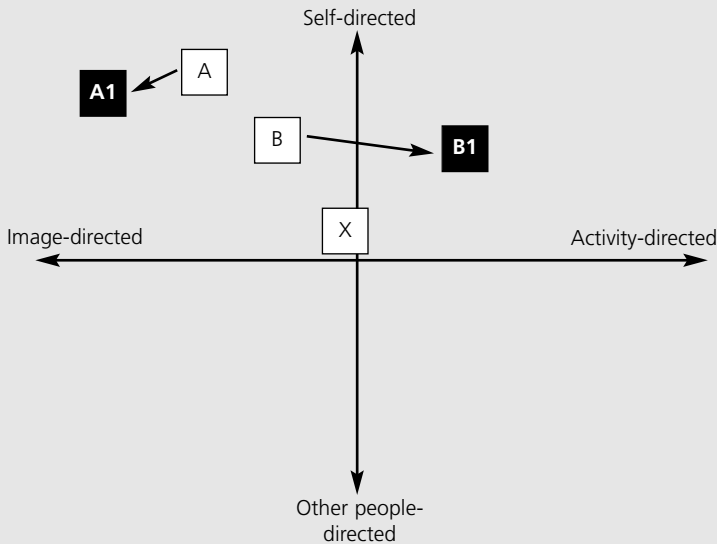 Self-directed
A
A1
B
B1
X
Image-directed
Activity-directed
Other people-
directed